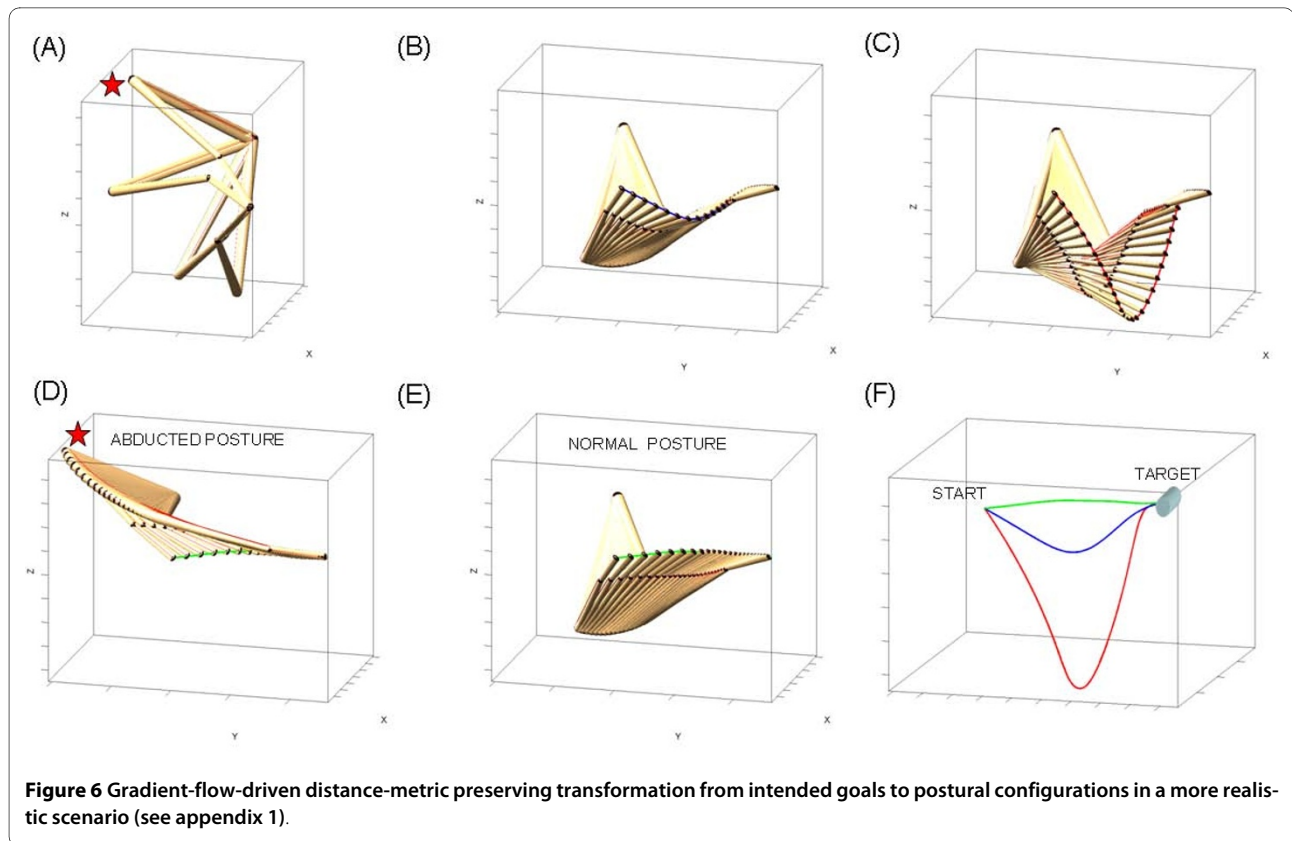 (A)
(B)
(C)
Z
X
Z
Y
X
Z
Y
X
(D)
(E)
(F)
ABDUCTED POSTURE
NORMAL POSTURE
START
TARGET
Z
Y
X
Z
Y
X
Figure 6 Gradient-flow-driven distance-metric preserving transformation from intended goals to postural configurations in a more realis-
tic scenario (see appendix 1).